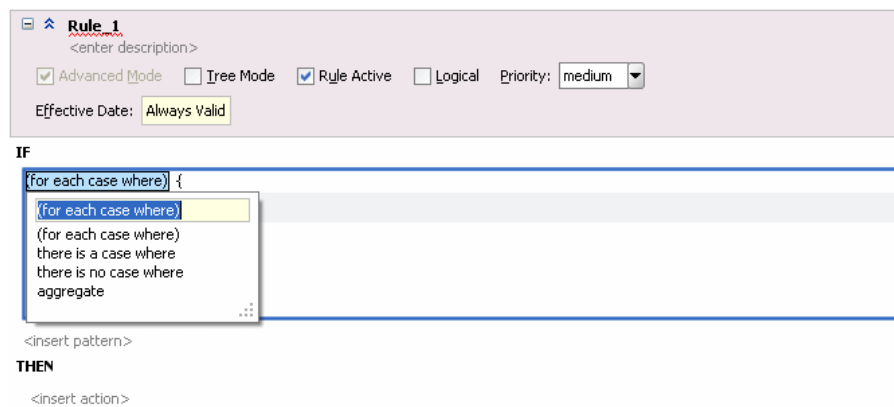 Rule_1
<enter description>
Advanced Mode Tree Mode Rule Active Logical Priority: medium
Effective Date: Always Valid
IF
(for each case where) {
(for each case where)
(for each case where)
there is a case where
there is no case where
aggregate
<insert pattern>
THEN
<insert action>